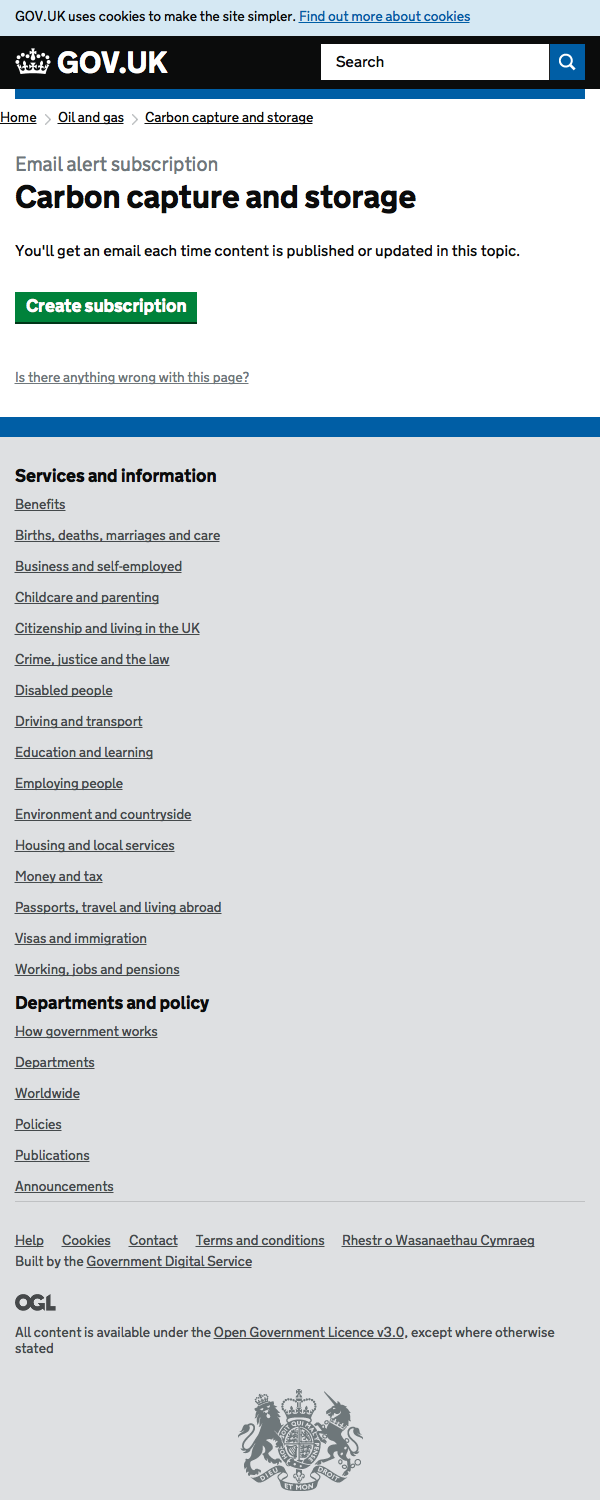 GOV.UK uses cookies to make the site simpler. Find out more about cookies
GOV.UK
Search
Home
Oil and gas
Carbon capture and storage
Email alert subscription
Carbon capture and storage
You'll get an email each time content is published or updated in this topic.
Create subscription
Is there anything wrong with this page?
Services and information
Benefits
Births, deaths, marriages and care
Business and self-employed
Childcare and parenting
Citizenship and living in the UK
Crime, justice and the law
Disabled people
Driving and transport
Education and learning
Employing people
Environment and countryside
Housing and local services
Money and tax
Passports, travel and living abroad
Visas and immigration
Working, jobs and pensions
Departments and policy
How government works
Departments
Worldwide
Policies
Publications
Announcements
Help Cookies Contact Terms and conditions Rhestr o Wasanaethau Cymraeg
Built by the Government Digital Service
OGL
All content is available under the Open Government Licence v3.0, except where otherwise
stated
DIEU ET MON DROIT